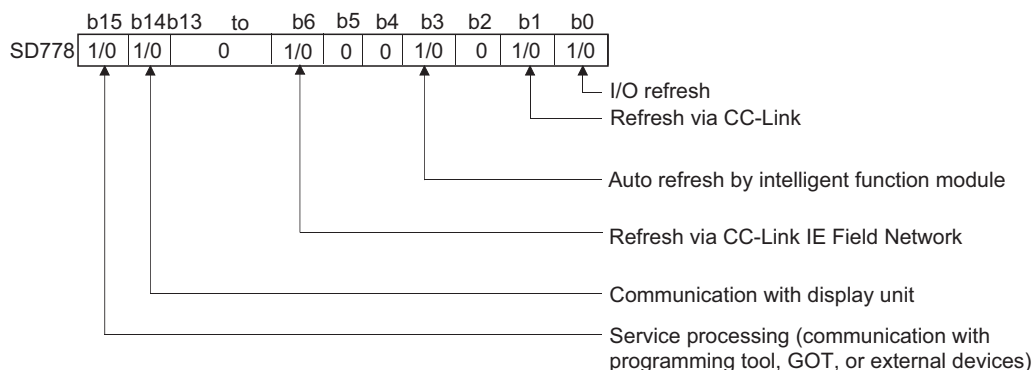 b15 b14b13 to b6 b5 b4 b3 b2 b1 b0
SD778 1/0 1/0 0 1/0 0 0 1/0 0 1/0 1/0
I/O refresh
Refresh via CC-Link
Auto refresh by intelligent function module
Refresh via CC-Link IE Field Network
Communication with display unit
Service processing (communication with
programming tool, GOT, or external devices)